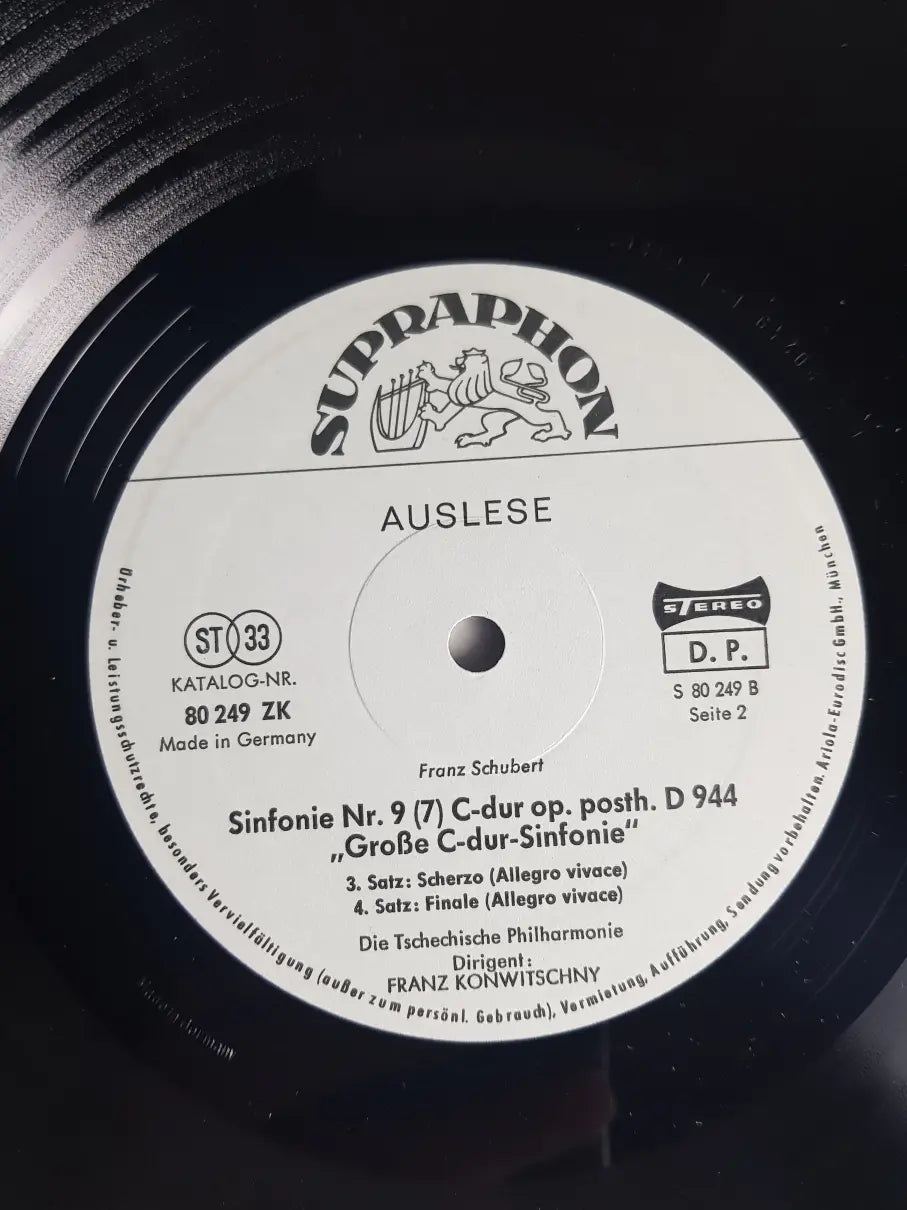 SUPRAPHON
AUSLESE
ST 33
KATALOG-NR.
80 249 ZK
Made in Germany
STEREO
D. P.
S 80 249 B
Seite 2
Franz Schubert
Sinfonie Nr. 9 (7) C-dur op. posth. D 944
„Große C-dur-Sinfonie“
3. Satz: Scherzo (Allegro vivace)
4. Satz: Finale (Allegro vivace)
Die Tschechische Philharmonie
Dirigent:
FRANZ KONWITSCHNY
Urheber- u. Leistungsschutzrechte, besonders Vervielfältigung (außer zum persönl. Gebrauch), Vermietung, Aufführung, Sendung vorbehalten. Ariola-Eurodisc GmbH., München